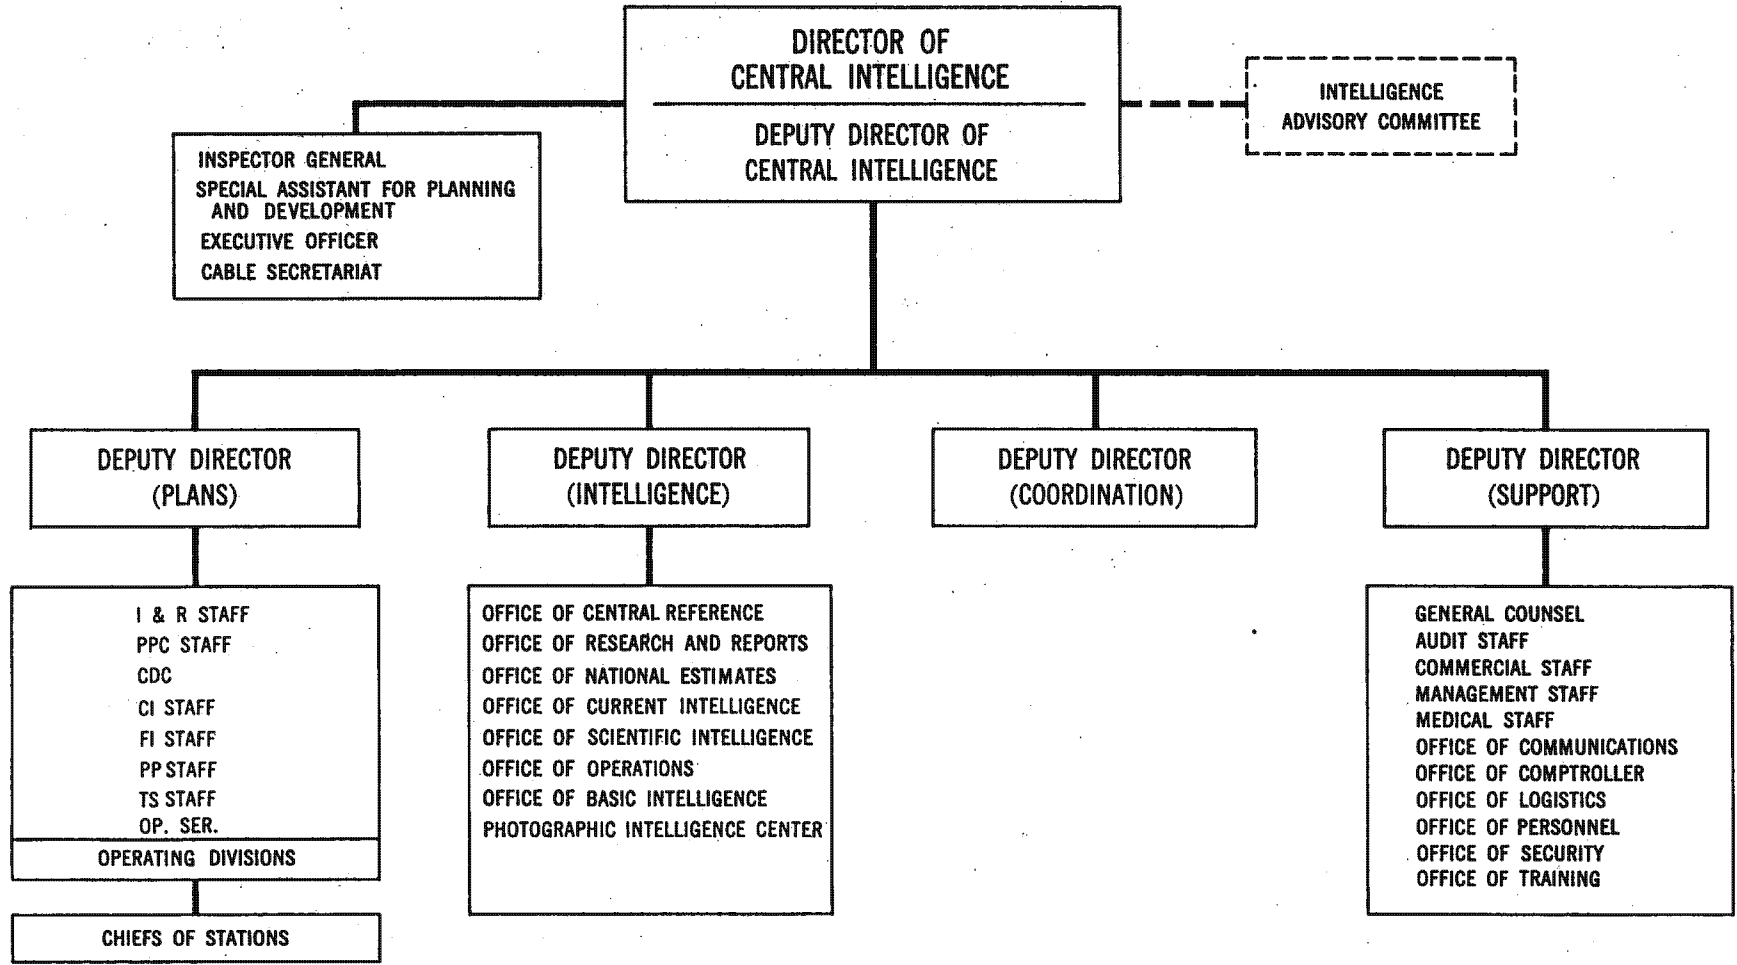 DIRECTOR OF
CENTRAL INTELLIGENCE
DEPUTY DIRECTOR OF
CENTRAL INTELLIGENCE
INTELLIGENCE
ADVISORY COMMITTEE
INSPECTOR GENERAL
SPECIAL ASSISTANT FOR PLANNING
AND DEVELOPMENT
EXECUTIVE OFFICER
CABLE SECRETARIAT
DEPUTY DIRECTOR
(PLANS)
DEPUTY DIRECTOR
(INTELLIGENCE)
DEPUTY DIRECTOR
(COORDINATION)
DEPUTY DIRECTOR
(SUPPORT)
I & R STAFF
PPC STAFF
CDC
CI STAFF
FI STAFF
PP STAFF
TS STAFF
OP. SER.
OPERATING DIVISIONS
CHIEFS OF STATIONS
OFFICE OF CENTRAL REFERENCE
OFFICE OF RESEARCH AND REPORTS
OFFICE OF NATIONAL ESTIMATES
OFFICE OF CURRENT INTELLIGENCE
OFFICE OF SCIENTIFIC INTELLIGENCE
OFFICE OF OPERATIONS
OFFICE OF BASIC INTELLIGENCE
PHOTOGRAPHIC INTELLIGENCE CENTER
GENERAL COUNSEL
AUDIT STAFF
COMMERCIAL STAFF
MANAGEMENT STAFF
MEDICAL STAFF
OFFICE OF COMMUNICATIONS
OFFICE OF COMPTROLLER
OFFICE OF LOGISTICS
OFFICE OF PERSONNEL
OFFICE OF SECURITY
OFFICE OF TRAINING